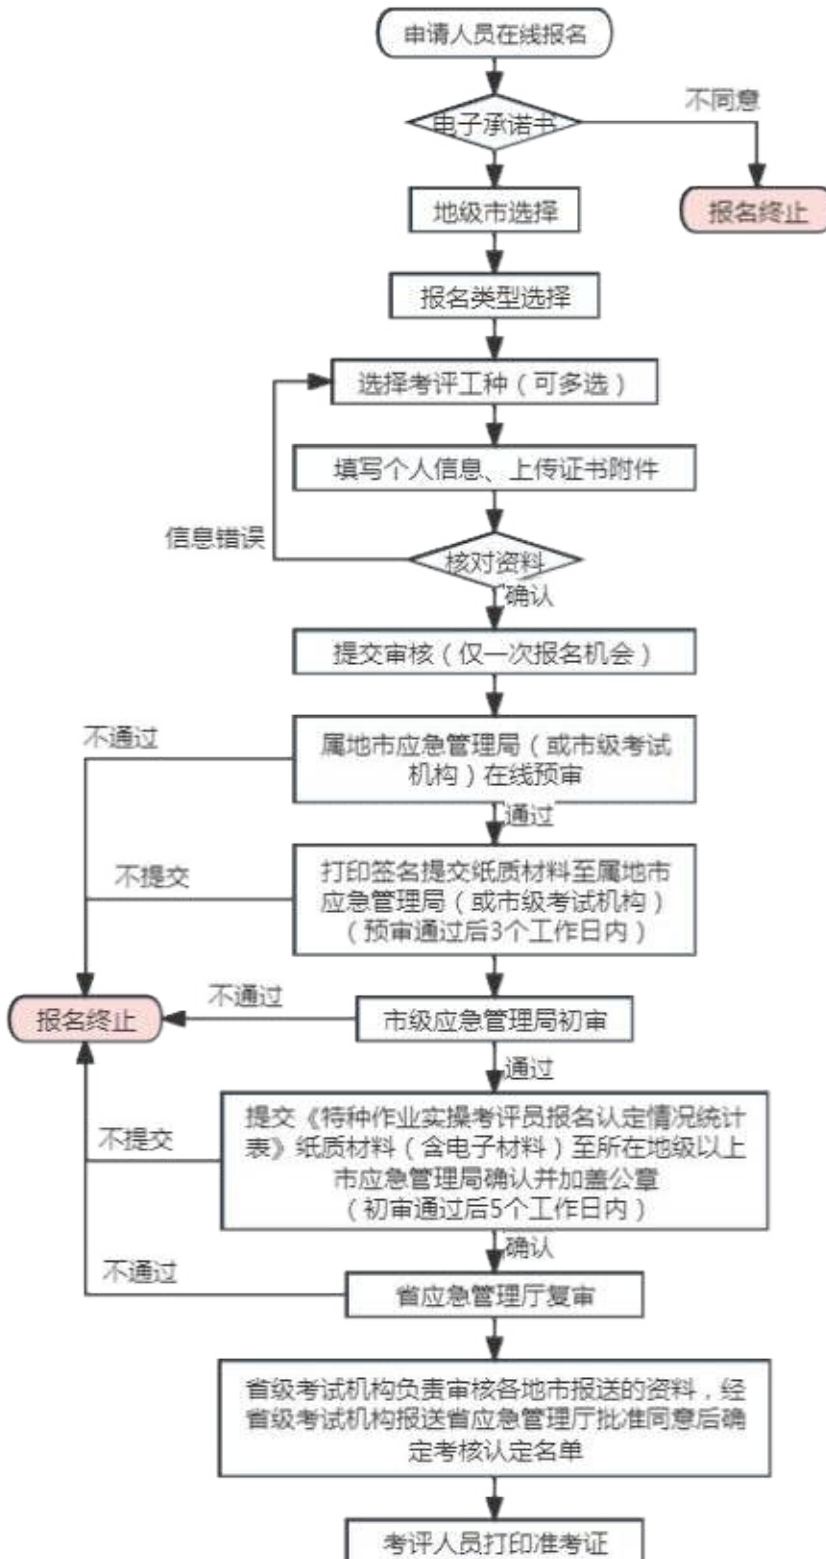 申请人员在线报名
不同意
电子承诺书
地级市选择
报名终止
报名类型选择
选择考评工种（可多选）
填写个人信息、上传证书附件
信息错误
核对资料
确认
提交审核（仅一次报名机会）
不通过
属地市应急管理局（或市级考试
机构）在线预审
通过
不提交
打印签名提交纸质材料至属地市
应急管理局（或市级考试机构）
（预审通过后3个工作日内）
不通过
报名终止
市级应急管理局初审
通过
提交《特种作业实操考评员报名认定情况统计
不提交
表》纸质材料（含电子材料）至所在地级以上
市应急管理局确认并加盖公章
（初审通过后5个工作日内）
确认
不通过
省应急管理厅复审
省级考试机构负责审核各地市报送的资料，经
省级考试机构报送省应急管理厅批准同意后确
定考核认定名单
考评人员打印准考证